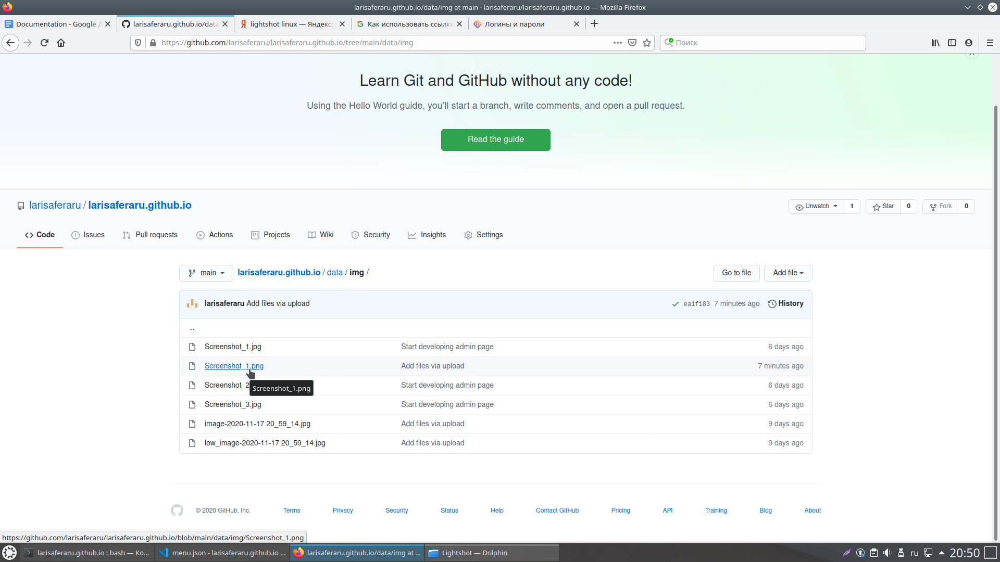 larisaferaru.github.io/data/img at main · larisaferaru/larisaferaru.github.io — Mozilla Firefox
Documentation - Google Д
larisaferaru.github.io/data
lightshot linux — Яндекс:
Как использовать ссылк
Логины и пароли
https://github.com/larisaferaru/larisaferaru.github.io/tree/main/data/img
Поиск
Learn Git and GitHub without any code!
Using the Hello World guide, you’ll start a branch, write comments, and open a pull request.
Read the guide
larisaferaru / larisaferaru.github.io
Unwatch 1
Star 0
Fork 0
Code
Issues
Pull requests
Actions
Projects
Wiki
Security
Insights
Settings
main
larisaferaru.github.io / data / img /
Go to file
Add file
larisaferaru Add files via upload
ea1f183 7 minutes ago
History
..
Screenshot_1.jpg Start developing admin page 6 days ago
Screenshot_1.png Add files via upload 7 minutes ago
Screenshot_2 Start developing admin page 6 days ago
Screenshot_1.png
Screenshot_3.jpg Start developing admin page 6 days ago
image-2020-11-17 20_59_14.jpg Add files via upload 9 days ago
low_image-2020-11-17 20_59_14.jpg Add files via upload 9 days ago
© 2020 GitHub, Inc.
Terms
Privacy
Security
Status
Help
Contact GitHub
Pricing
API
Training
Blog
About
https://github.com/larisaferaru/larisaferaru.github.io/blob/main/data/img/Screenshot_1.png
larisaferaru.github.io : bash — Ko...
menu.json - larisaferaru.github.io ...
larisaferaru.github.io/data/img at ...
Lightshot — Dolphin
ru
20:50